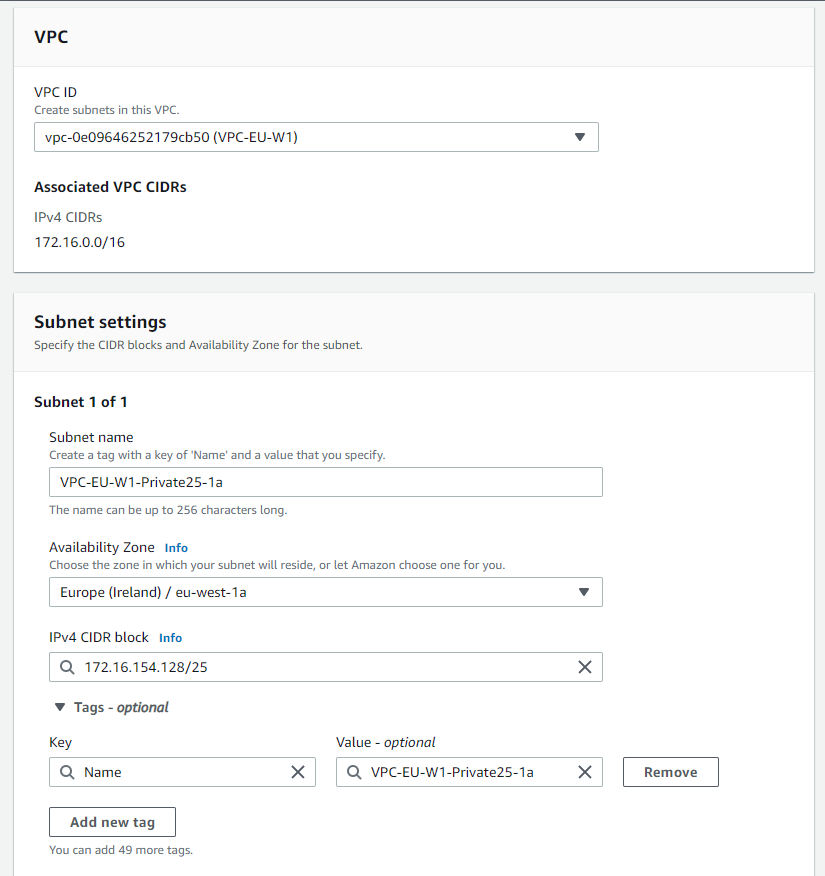 VPC
VPC ID
Create subnets in this VPC.
vpc-0e09646252179cb50 (VPC-EU-W1)
Associated VPC CIDRs
IPv4 CIDRs
172.16.0.0/16
Subnet settings
Specify the CIDR blocks and Availability Zone for the subnet.
Subnet 1 of 1
Subnet name
Create a tag with a key of 'Name' and a value that you specify.
VPC-EU-W1-Private25-1a
The name can be up to 256 characters long.
Availability Zone Info
Choose the zone in which your subnet will reside, or let Amazon choose one for you.
Europe (Ireland) / eu-west-1a
IPv4 CIDR block Info
172.16.154.128/25
Tags - optional
Key Value - optional
Name VPC-EU-W1-Private25-1a Remove
Add new tag
You can add 49 more tags.